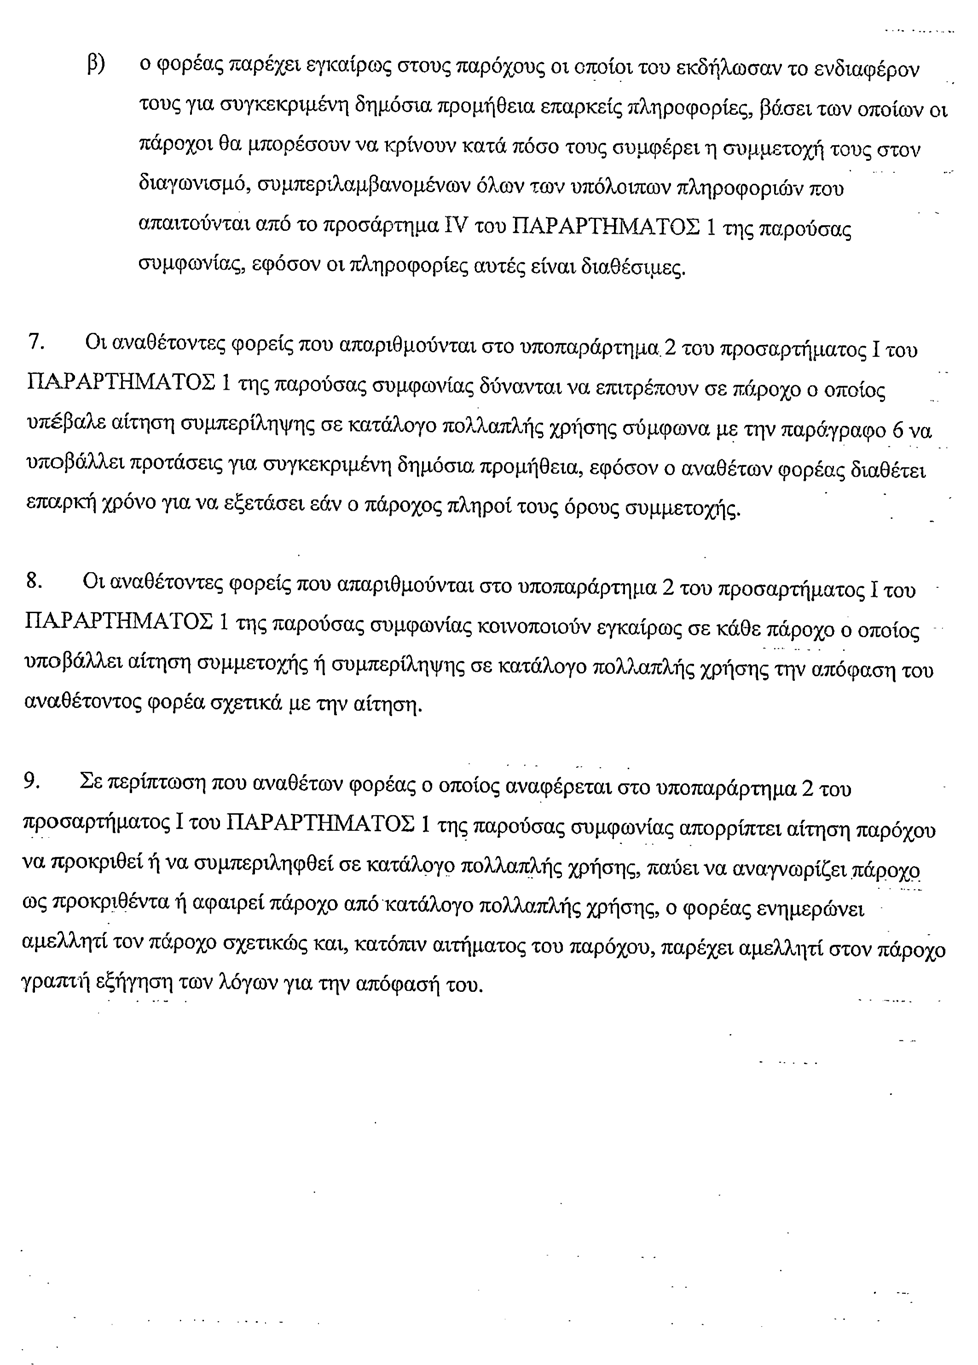 β) ο φορέας παρέχει εγκαίρως στους παρόχους οι οποίοι του εκδήλωσαν το ενδιαφέρον
τους για συγκεκριμένη δημόσια προμήθεια επαρκείς πληροφορίες, βάσει των οποίων οι
πάροχοι θα μπορέσουν να κρίνουν κατά πόσο τους συμφέρει η συμμετοχή τους στον
διαγωνισμό, συμπεριλαμβανομένων όλων των υπόλοιπων πληροφοριών που
απαιτούνται από το προσάρτημα IV του ΠΑΡΑΡΤΗΜΑΤΟΣ 1 της παρούσας
συμφωνίας, εφόσον οι πληροφορίες αυτές είναι διαθέσιμες.
7. Οι αναθέτοντες φορείς που απαριθμούνται στο υποπαράρτημα 2 του προσαρτήματος I του
ΠΑΡΑΡΤΗΜΑΤΟΣ 1 της παρούσας συμφωνίας δύνανται να επιτρέπουν σε πάροχο ο οποίος
υπέβαλε αίτηση συμπερίληψης σε κατάλογο πολλαπλής χρήσης σύμφωνα με την παράγραφο 6 να
υποβάλλει προτάσεις για συγκεκριμένη δημόσια προμήθεια, εφόσον ο αναθέτων φορέας διαθέτει
επαρκή χρόνο για να εξετάσει εάν ο πάροχος πληροί τους όρους συμμετοχής.
8. Οι αναθέτοντες φορείς που απαριθμούνται στο υποπαράρτημα 2 του προσαρτήματος I του
ΠΑΡΑΡΤΗΜΑΤΟΣ 1 της παρούσας συμφωνίας κοινοποιούν εγκαίρως σε κάθε πάροχο ο οποίος
υποβάλλει αίτηση συμμετοχής ή συμπερίληψης σε κατάλογο πολλαπλής χρήσης την απόφαση του
αναθέτοντος φορέα σχετικά με την αίτηση.
9. Σε περίπτωση που αναθέτων φορέας ο οποίος αναφέρεται στο υποπαράρτημα 2 του
προσαρτήματος I του ΠΑΡΑΡΤΗΜΑΤΟΣ 1 της παρούσας συμφωνίας απορρίπτει αίτηση παρόχου
να προκριθεί ή να συμπεριληφθεί σε κατάλογο πολλαπλής χρήσης, παύει να αναγνωρίζει πάροχο
ως προκριθέντα ή αφαιρεί πάροχο από κατάλογο πολλαπλής χρήσης, ο φορέας ενημερώνει
αμελλητί τον πάροχο σχετικώς και, κατόπιν αιτήματος του παρόχου, παρέχει αμελλητί στον πάροχο
γραπτή εξήγηση των λόγων για την απόφασή του.